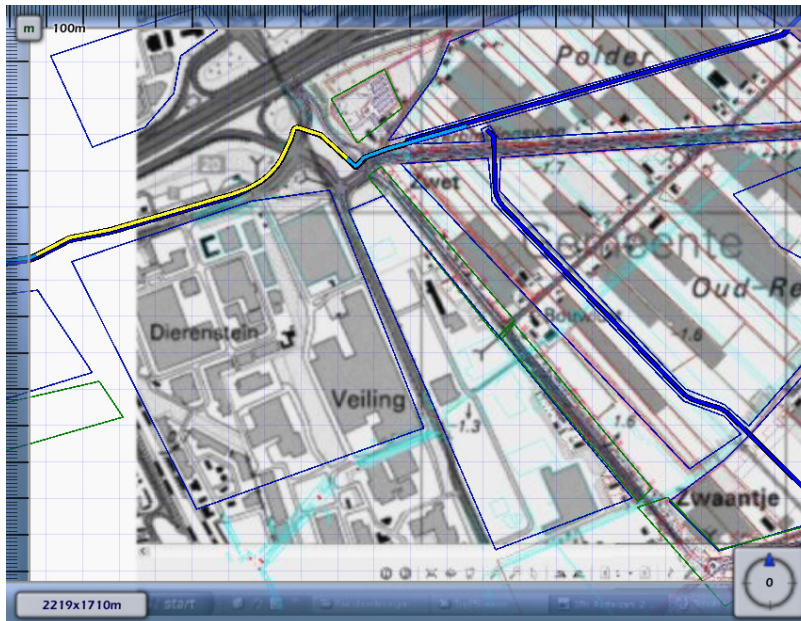 m
100m
Polder
20
-1.7
Zwet
Gemeente
Oud-Re
Bouwlust
-1.6
Dierenstein
Veiling
-1.3
1.6
Zwaantje
0
2219x1710m
start